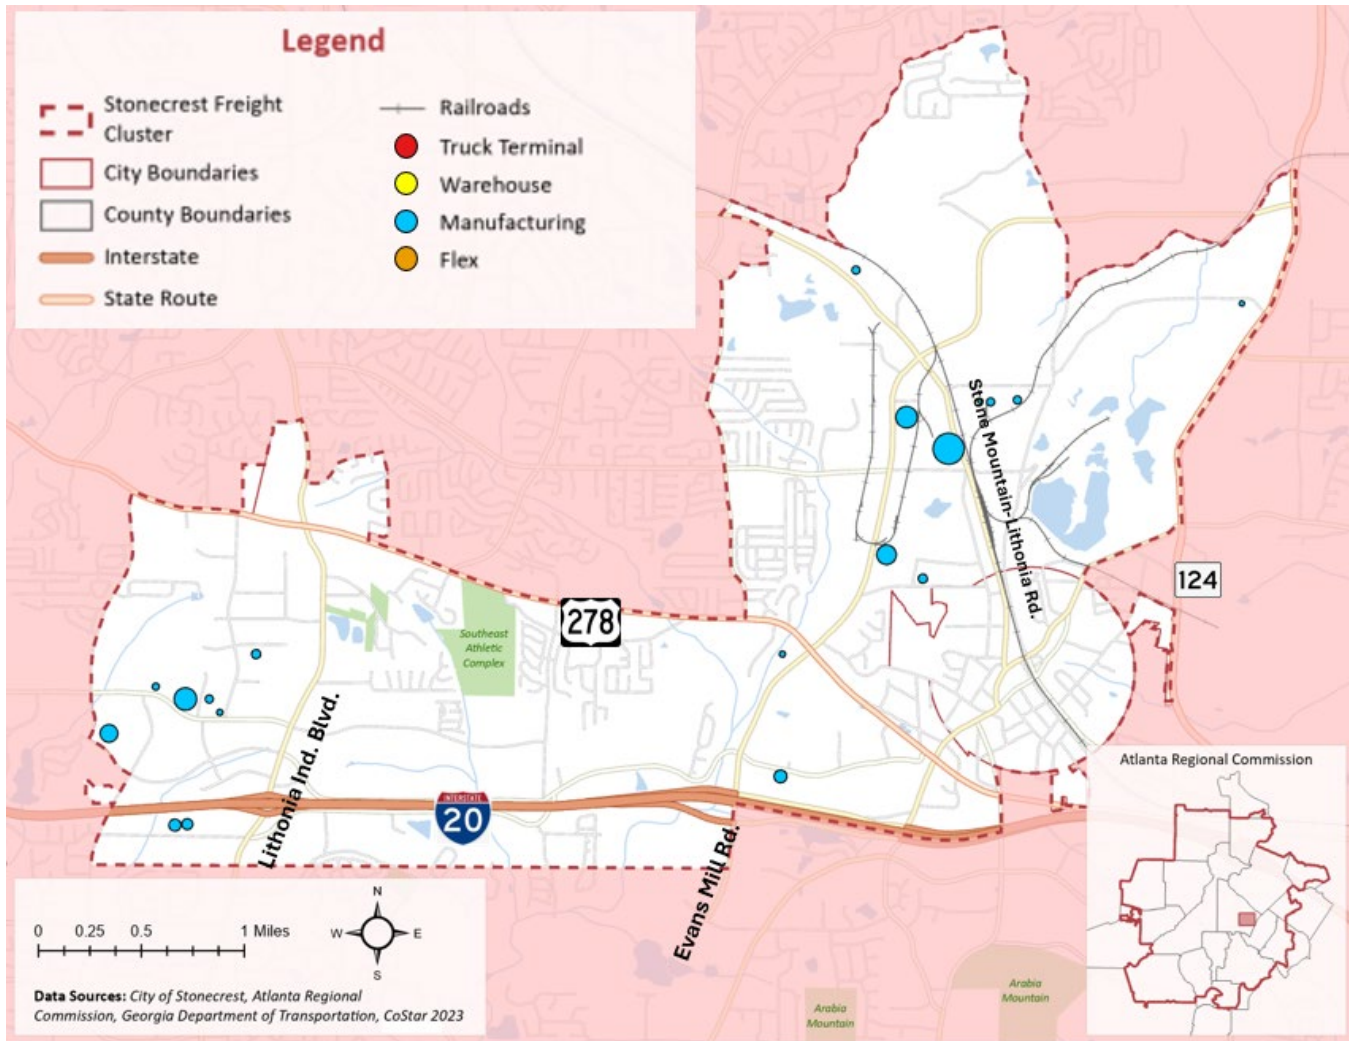 Legend
Stonecrest Freight
Cluster
City Boundaries
County Boundaries
Interstate
State Route
Railroads
Truck Terminal
Warehouse
Manufacturing
Flex
Stone Mountain- Lithonia Rd.
124
278
Southeast
Athletic
Complex
Lithonia Ind. Blvd.
INTERSTATE
20
Evans Mill Rd.
Arabia
Mountain
Arabia
Mountain
Atlanta Regional Commission
0 0.25 0.5 1 Miles
N
W E
S
Data Sources: City of Stonecrest, Atlanta Regional
Commission, Georgia Department of Transportation, CoStar 2023